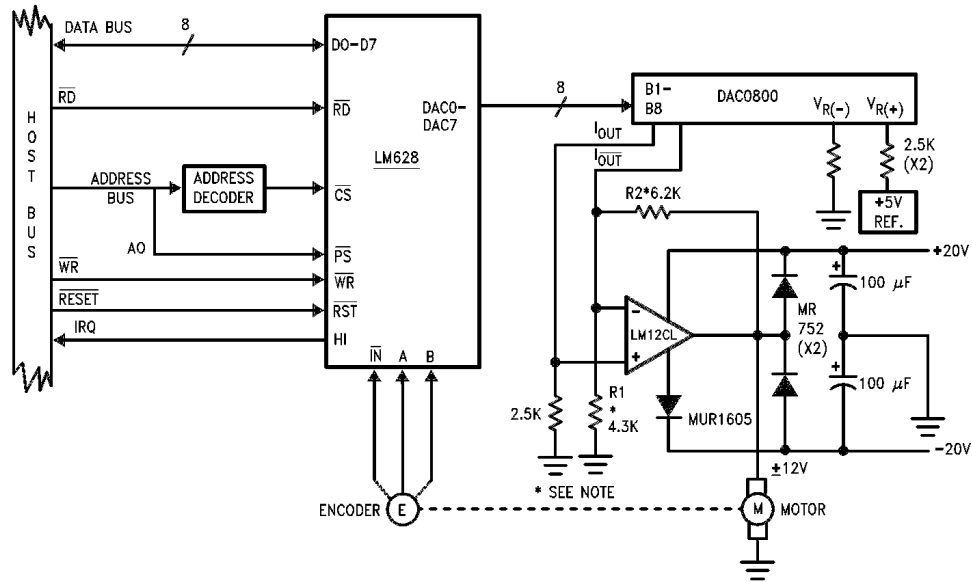 DATA BUS
8
D0-D7
RD
RD
HOST BUS
ADDRESS
BUS
ADDRESS
DECODER
CS
AO
PS
WR
WR
RESET
RST
IRQ
HI
LM628
DAC0-
DAC7
IN
A
B
8
B1-
B8
DAC0800
VR(-)
VR(+)
IOUT
IOUT
2.5K
(X2)
+5V
REF.
R2*6.2K
+20V
100 µF
MR
752
(X2)
LM12CL
-
+
+
+
100 µF
2.5K
R1
*
4.3K
MUR1605
-20V
±12V
* SEE NOTE
ENCODER
E
M
MOTOR